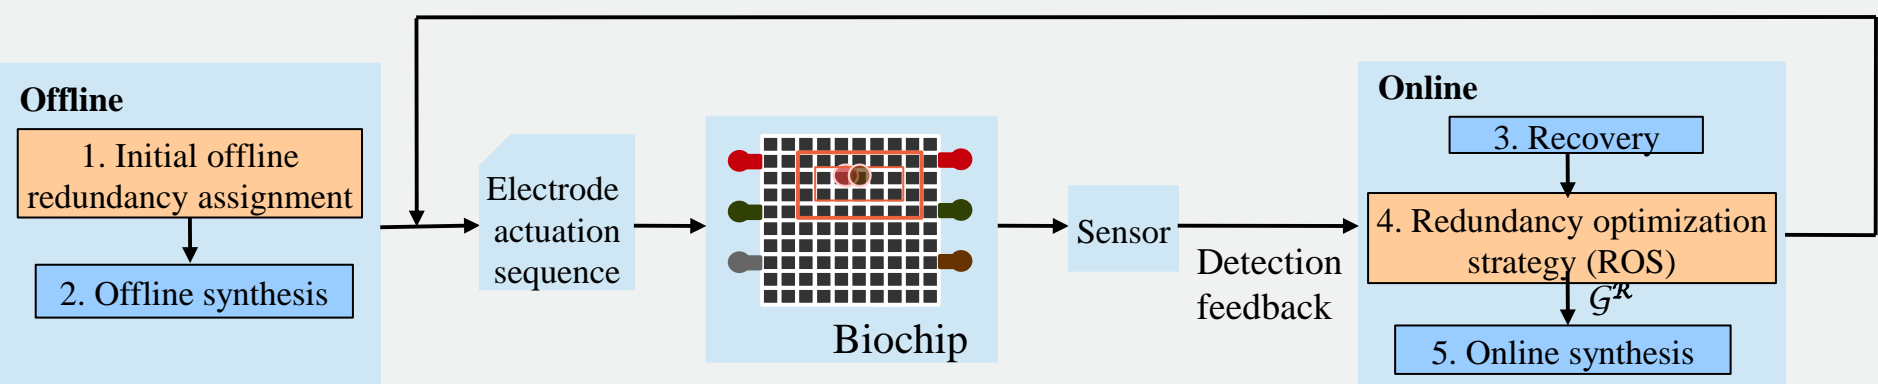 Offline
1. Initial offline
redundancy assignment
2. Offline synthesis
Electrode
actuation
sequence
Biochip
Sensor
Detection
feedback
Online
3. Recovery
4. Redundancy optimization
strategy (ROS)
𝒢^𝓡
5. Online synthesis